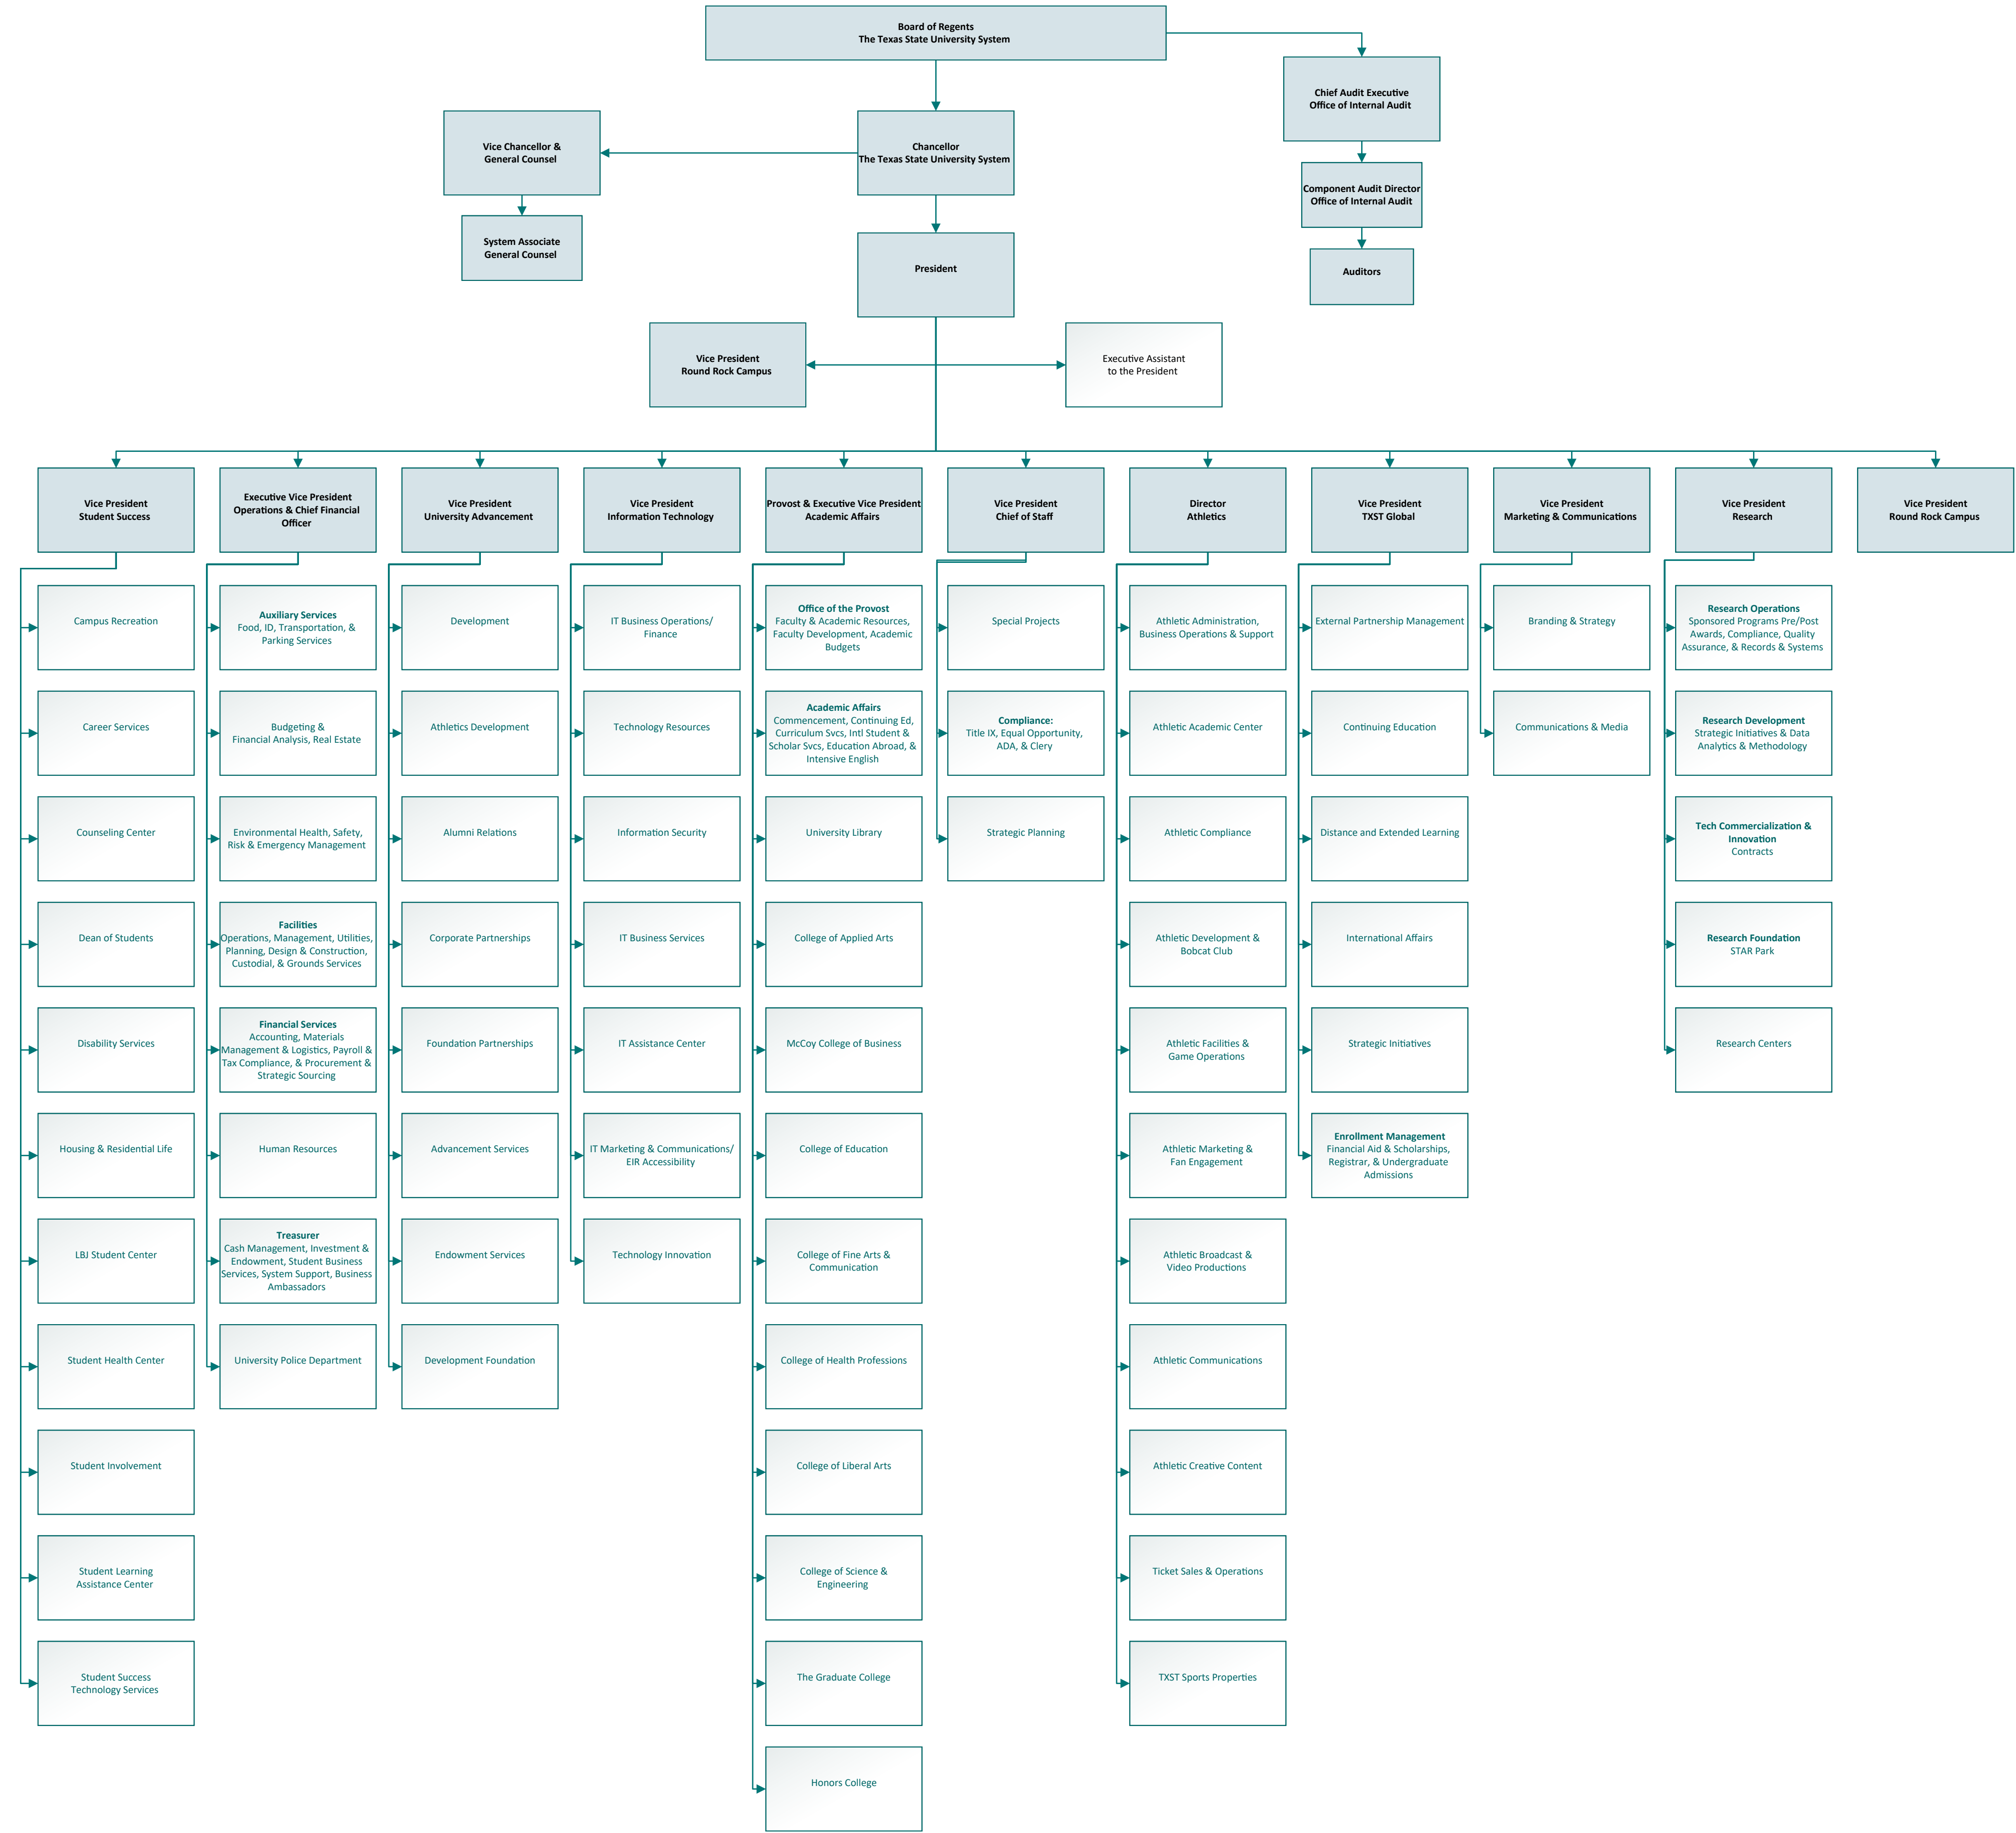 Board of Regents
The Texas State University System
Chief Audit Executive
Office of Internal Audit
Vice Chancellor &
General Counsel
Chancellor
The Texas State University System
Component Audit Director
Office of Internal Audit
System Associate
General Counsel
President
Auditors
Vice President
Round Rock Campus
Executive Assistant
to the President
Vice President
Student Success
Executive Vice President
Operations & Chief Financial
Officer
Vice President
University Advancement
Vice President
Information Technology
Provost & Executive Vice President
Academic Affairs
Vice President
Chief of Staff
Director
Athletics
Vice President
TXST Global
Vice President
Marketing & Communications
Vice President
Research
Vice President
Round Rock Campus
Campus Recreation
Career Services
Counseling Center
Dean of Students
Disability Services
Housing & Residential Life
LBJ Student Center
Student Health Center
Student Involvement
Student Learning
Assistance Center
Student Success
Technology Services
Auxiliary Services
Food, ID, Transportation, &
Parking Services
Budgeting &
Financial Analysis, Real Estate
Environmental Health, Safety,
Risk & Emergency Management
Facilities
Operations, Management, Utilities,
Planning, Design & Construction,
Custodial, & Grounds Services
Financial Services
Accounting, Materials
Management & Logistics, Payroll &
Tax Compliance, & Procurement &
Strategic Sourcing
Human Resources
Treasurer
Cash Management, Investment &
Endowment, Student Business
Services, System Support, Business
Ambassadors
University Police Department
Development
Athletics Development
Alumni Relations
Corporate Partnerships
Foundation Partnerships
Advancement Services
Endowment Services
Development Foundation
IT Business Operations/
Finance
Technology Resources
Information Security
IT Business Services
IT Assistance Center
IT Marketing & Communications/
EIR Accessibility
Technology Innovation
Office of the Provost
Faculty & Academic Resources,
Faculty Development, Academic
Budgets
Academic Affairs
Commencement, Continuing Ed,
Curriculum Svcs, Intl Student &
Scholar Svcs, Education Abroad, &
Intensive English
University Library
College of Applied Arts
McCoy College of Business
College of Education
College of Fine Arts &
Communication
College of Health Professions
College of Liberal Arts
College of Science &
Engineering
The Graduate College
Honors College
Special Projects
Compliance:
Title IX, Equal Opportunity,
ADA, & Clery
Strategic Planning
Athletic Administration,
Business Operations & Support
Athletic Academic Center
Athletic Compliance
Athletic Development &
Bobcat Club
Athletic Facilities &
Game Operations
Athletic Marketing &
Fan Engagement
Athletic Broadcast &
Video Productions
Athletic Communications
Athletic Creative Content
Ticket Sales & Operations
TXST Sports Properties
External Partnership Management
Continuing Education
Distance and Extended Learning
International Affairs
Strategic Initiatives
Enrollment Management
Financial Aid & Scholarships,
Registrar, & Undergraduate
Admissions
Branding & Strategy
Communications & Media
Research Operations
Sponsored Programs Pre/Post
Awards, Compliance, Quality
Assurance, & Records & Systems
Research Development
Strategic Initiatives & Data
Analytics & Methodology
Tech Commercialization &
Innovation
Contracts
Research Foundation
STAR Park
Research Centers